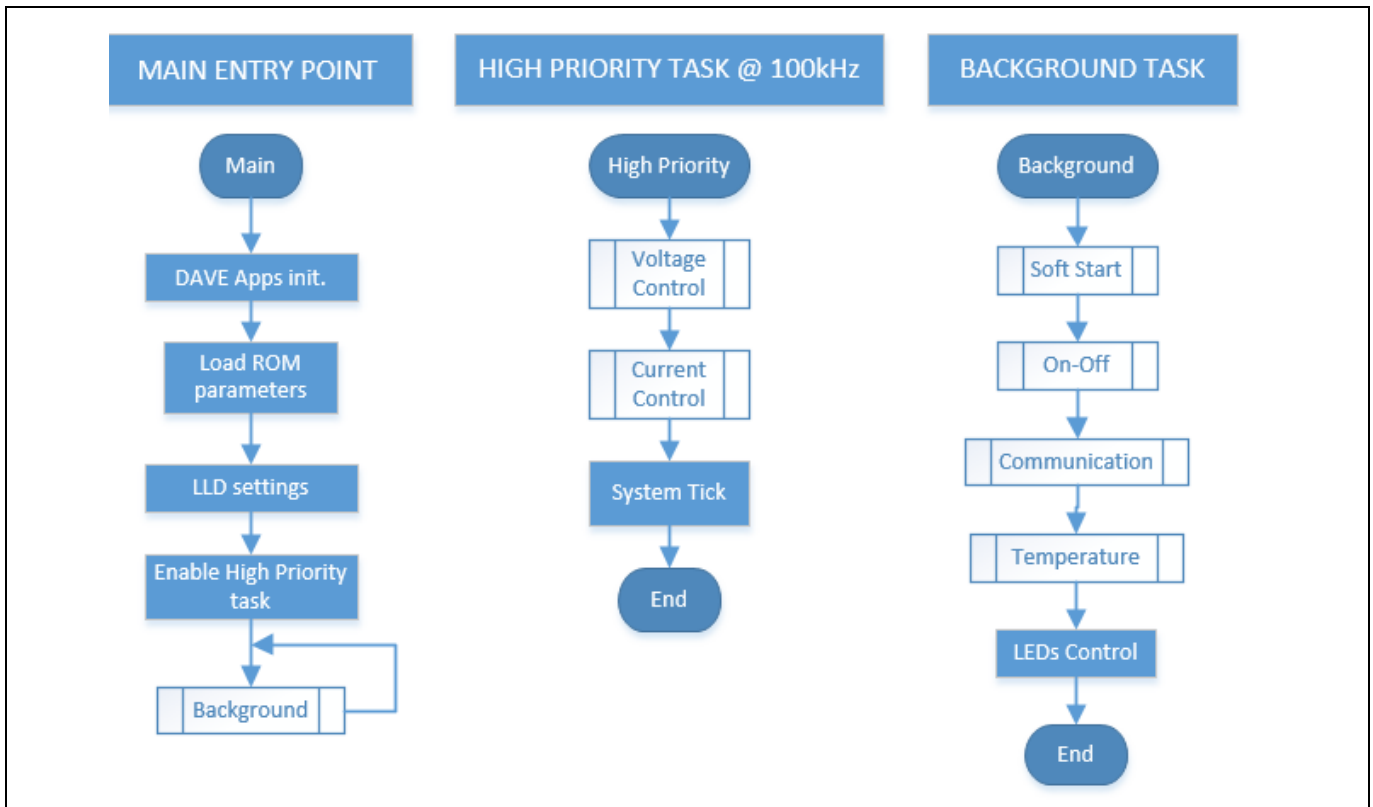 MAIN ENTRY POINT
Main
DAVE Apps init.
Load ROM
parameters
LLD settings
Enable High Priority
task
Background
HIGH PRIORITY TASK @ 100kHz
High Priority
Voltage
Control
Current
Control
System Tick
End
BACKGROUND TASK
Background
Soft Start
On-Off
Communication
Temperature
LEDs Control
End